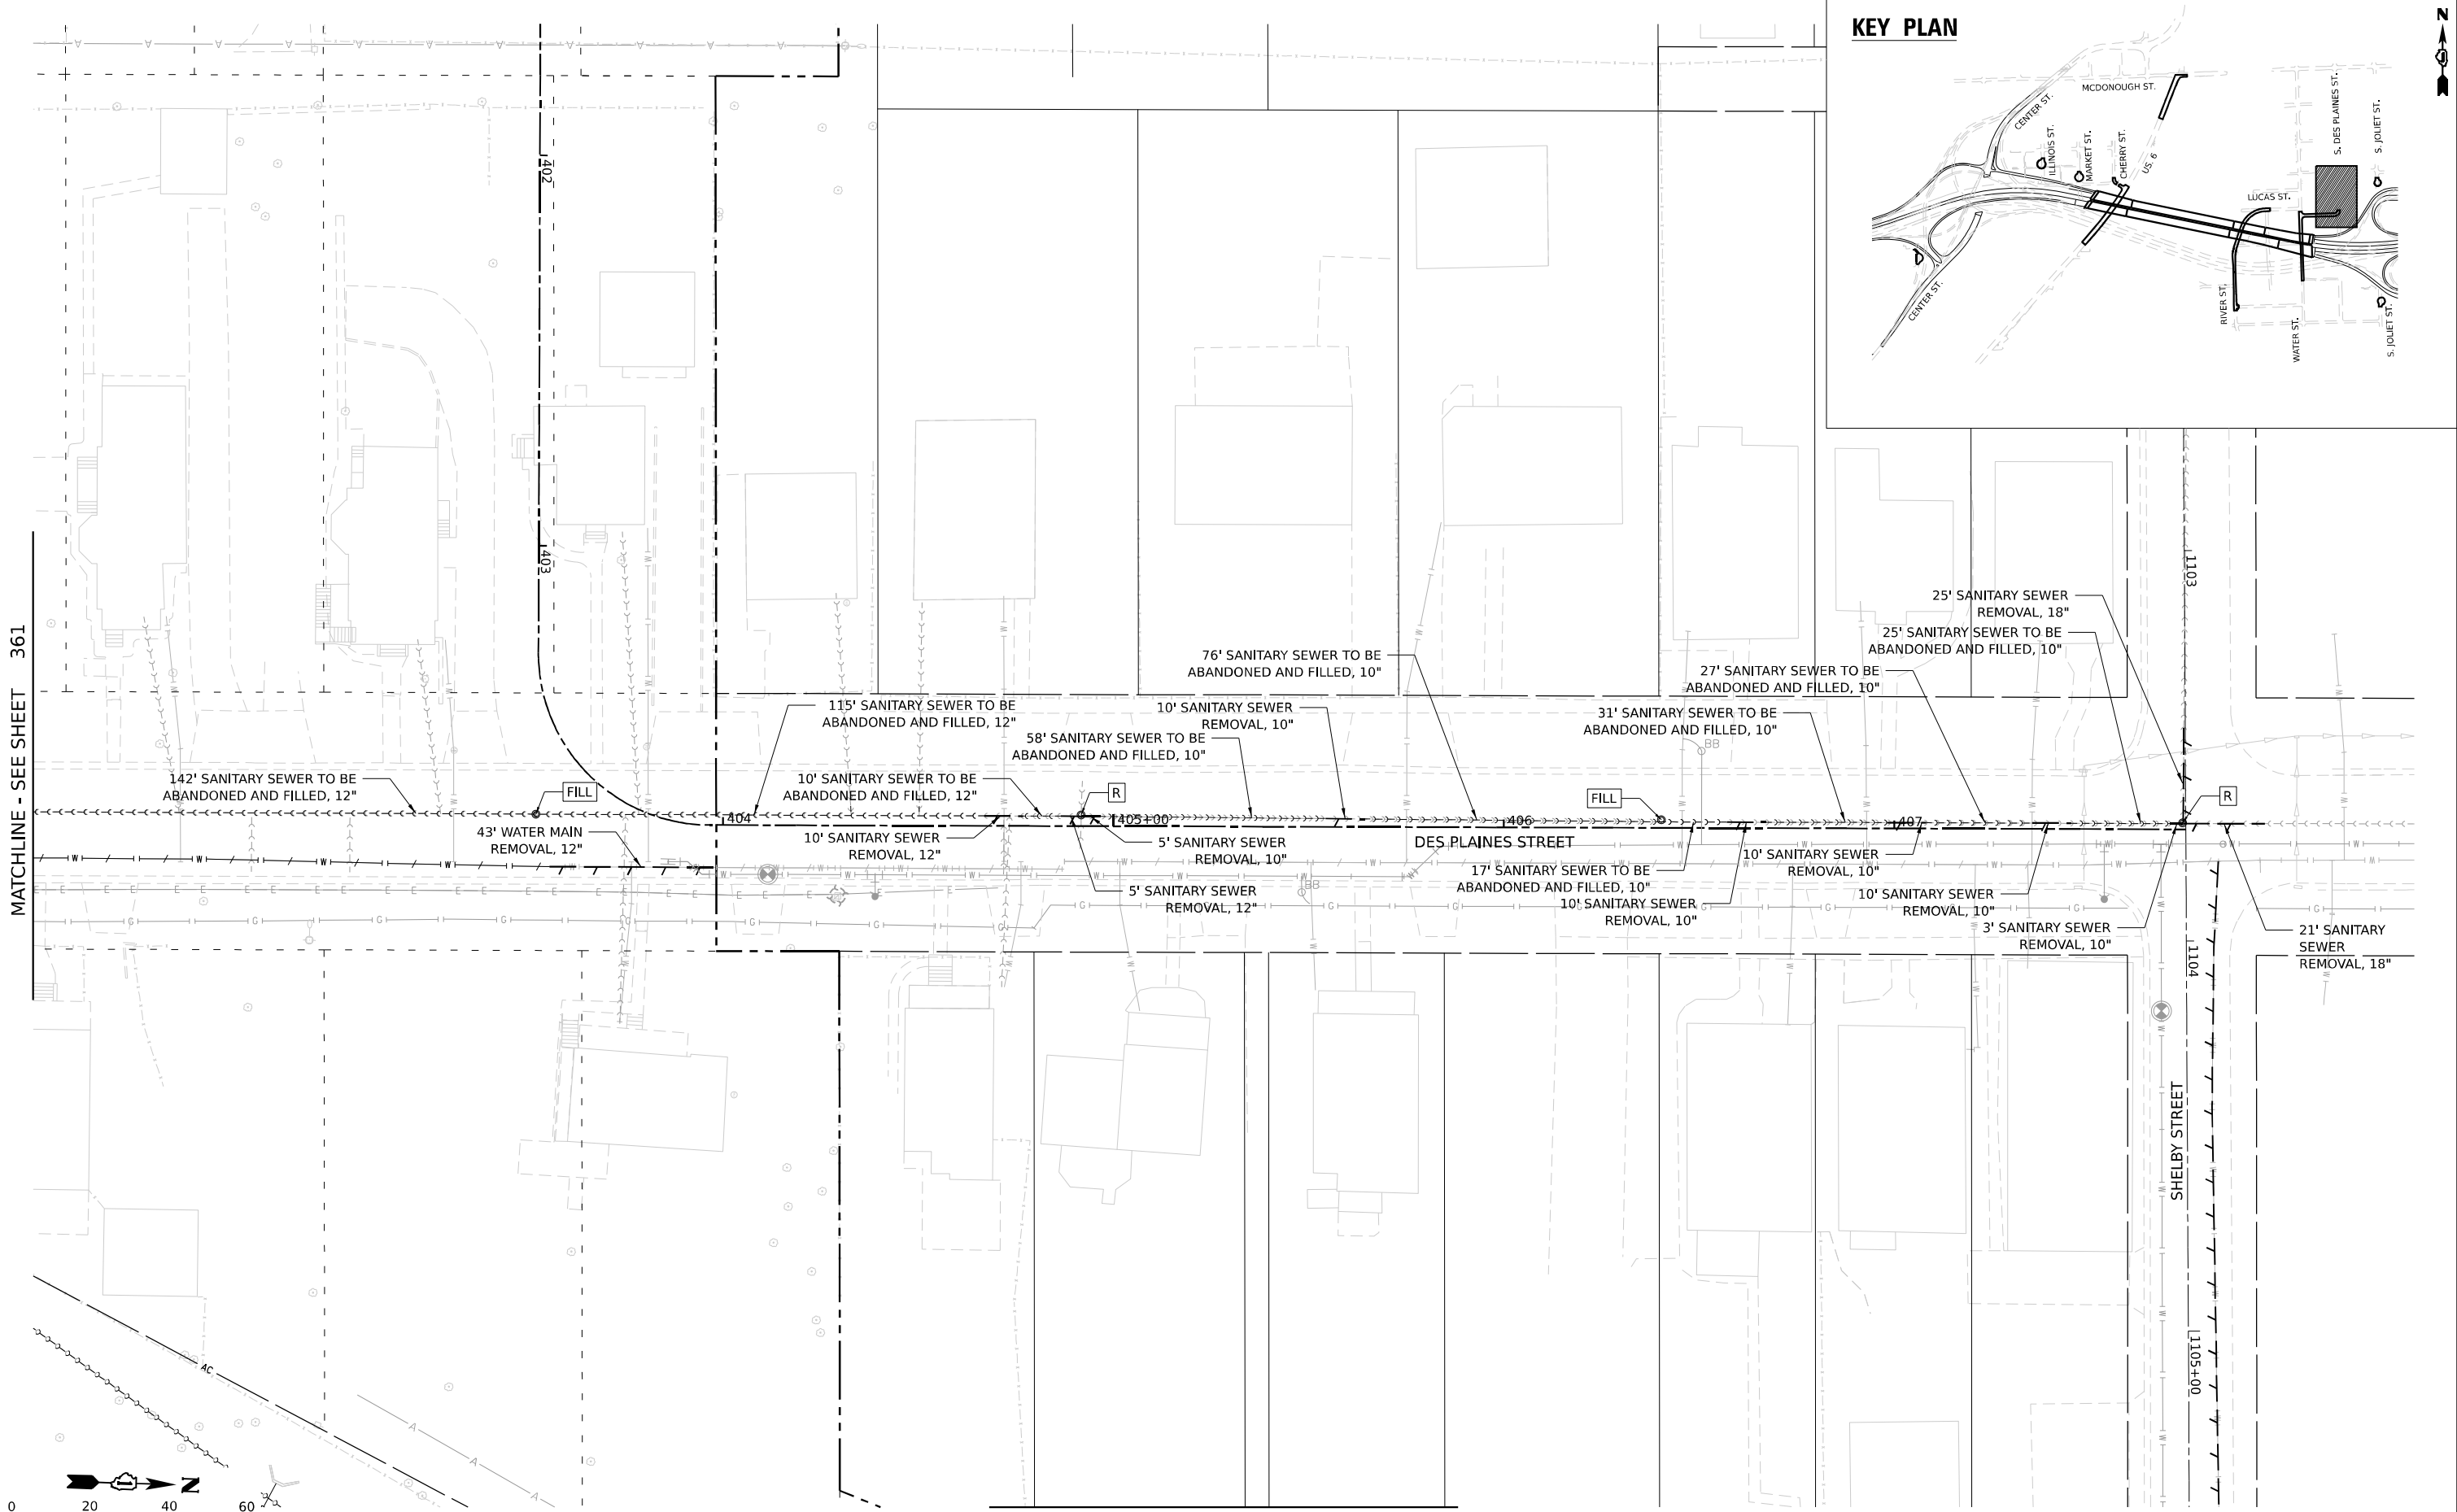 KEY PLAN
N
MCDONOUGH ST.
CENTER ST.
ILLINOIS ST.
MARKET ST.
CHERRY ST.
US. 6
S. DES PLAINES ST.
S. JOLIET ST.
LUCAS ST.
CENTER ST.
RIVER ST.
WATER ST.
S. JOLIET ST.
402
403
1103
MATCHLINE - SEE SHEET 361
25' SANITARY SEWER
REMOVAL, 18"
25' SANITARY SEWER TO BE
ABANDONED AND FILLED, 10"
76' SANITARY SEWER TO BE
ABANDONED AND FILLED, 10"
27' SANITARY SEWER TO BE
ABANDONED AND FILLED, 10"
115' SANITARY SEWER TO BE
ABANDONED AND FILLED, 12"
10' SANITARY SEWER
REMOVAL, 10"
31' SANITARY SEWER TO BE
ABANDONED AND FILLED, 10"
58' SANITARY SEWER TO BE
ABANDONED AND FILLED, 10"
BB
142' SANITARY SEWER TO BE
ABANDONED AND FILLED, 12"
FILL
10' SANITARY SEWER TO BE
ABANDONED AND FILLED, 12"
R
FILL
R
404
405+00
406
407
43' WATER MAIN
REMOVAL, 12"
10' SANITARY SEWER
REMOVAL, 12"
5' SANITARY SEWER
REMOVAL, 10"
DES PLAINES STREET
10' SANITARY SEWER
REMOVAL, 10"
17' SANITARY SEWER TO BE
ABANDONED AND FILLED, 10"
5' SANITARY SEWER
REMOVAL, 12"
BB
10' SANITARY SEWER
REMOVAL, 10"
10' SANITARY SEWER
REMOVAL, 10"
3' SANITARY SEWER
REMOVAL, 10"
21' SANITARY
SEWER
REMOVAL, 18"
1104
SHELBY STREET
1105+00
AC
N
0 20 40 60